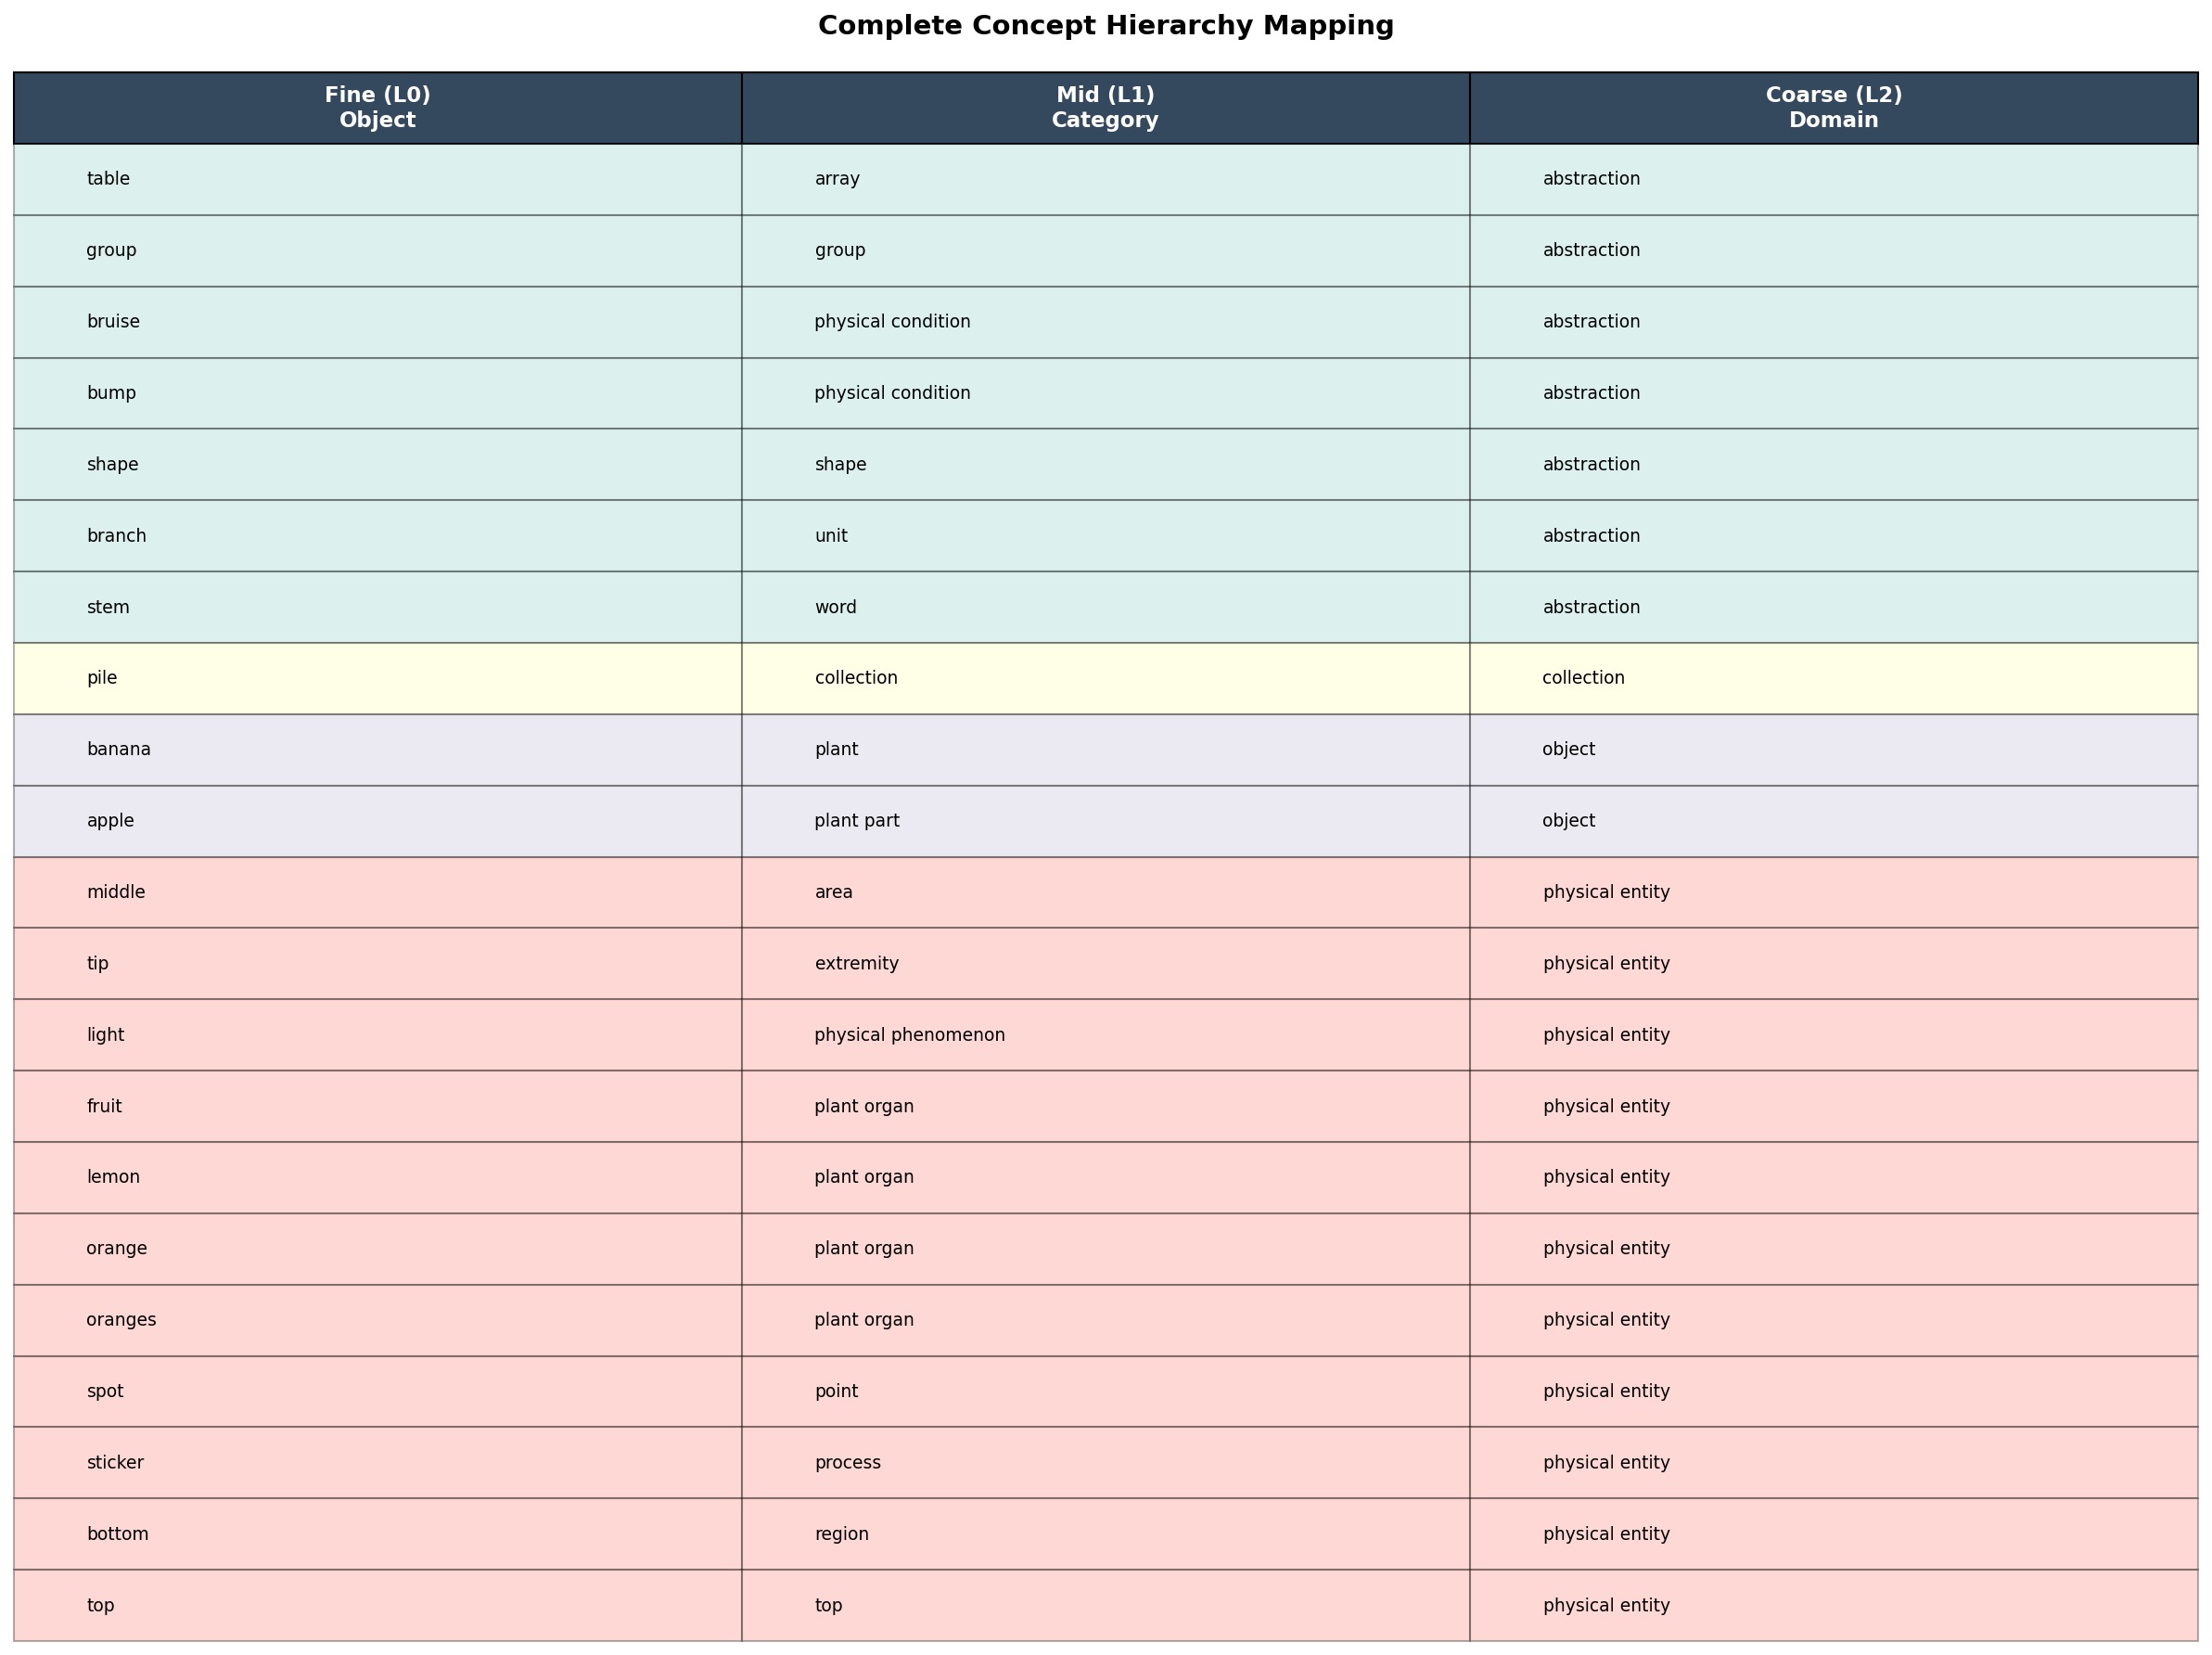 Complete Concept Hierarchy Mapping
Fine (L0) Object Mid (L1) Category Coarse (L2) Domain
table array abstraction
group group abstraction
bruise physical condition abstraction
bump physical condition abstraction
shape shape abstraction
branch unit abstraction
stem word abstraction
pile collection collection
banana plant object
apple plant part object
middle area physical entity
tip extremity physical entity
light physical phenomenon physical entity
fruit plant organ physical entity
lemon plant organ physical entity
orange plant organ physical entity
oranges plant organ physical entity
spot point physical entity
sticker process physical entity
bottom region physical entity
top top physical entity